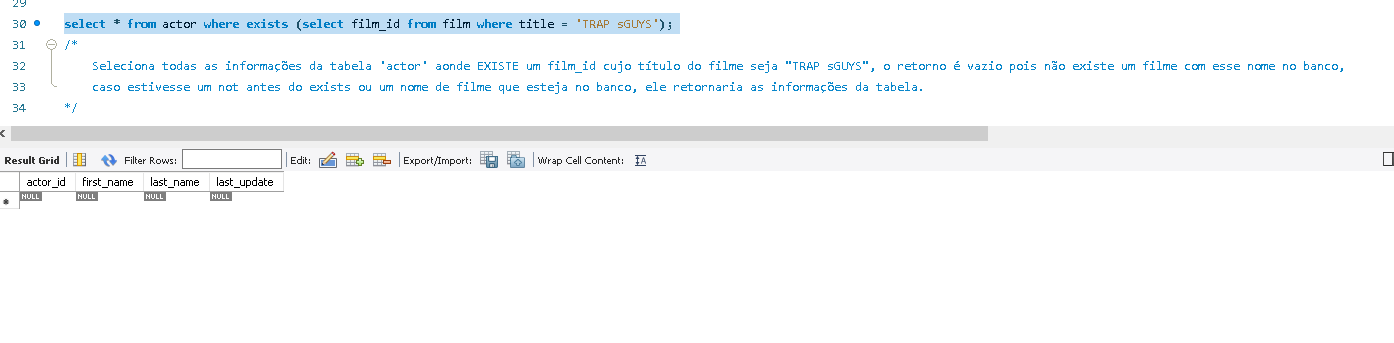 29
30 select * from actor where exists (select film_id from film where title = 'TRAP sGUYS');
31 /*
32 Seleciona todas as informações da tabela 'actor' aonde EXISTE um film_id cujo título do filme seja "TRAP sGUYS", o retorno é vazio pois não existe um filme com esse nome no banco,
33 caso estivesse um not antes do exists ou um nome de filme que esteja no banco, ele retornaria as informações da tabela.
34 */
Result Grid Filter Rows: Edit: Export/Import: Wrap Cell Content:
actor_id first_name last_name last_update
NULL NULL NULL NULL